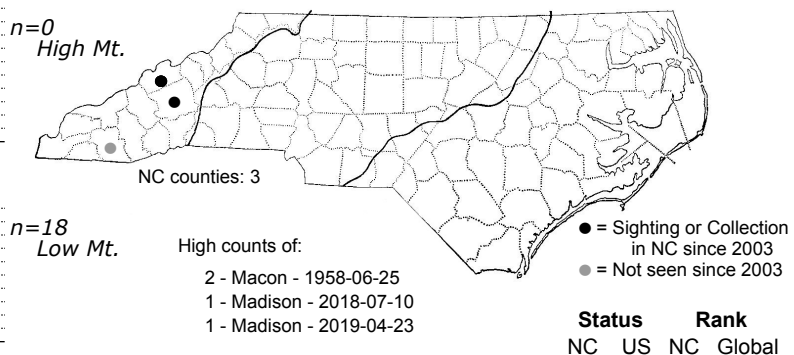 n=0
High Mt.
NC counties: 3
n=18
Low Mt.
High counts of:
2 - Macon - 1958-06-25
1 - Madison - 2018-07-10
1 - Madison - 2019-04-23
● = Sighting or Collection
in NC since 2003
● = Not seen since 2003
Status Rank
NC US NC Global